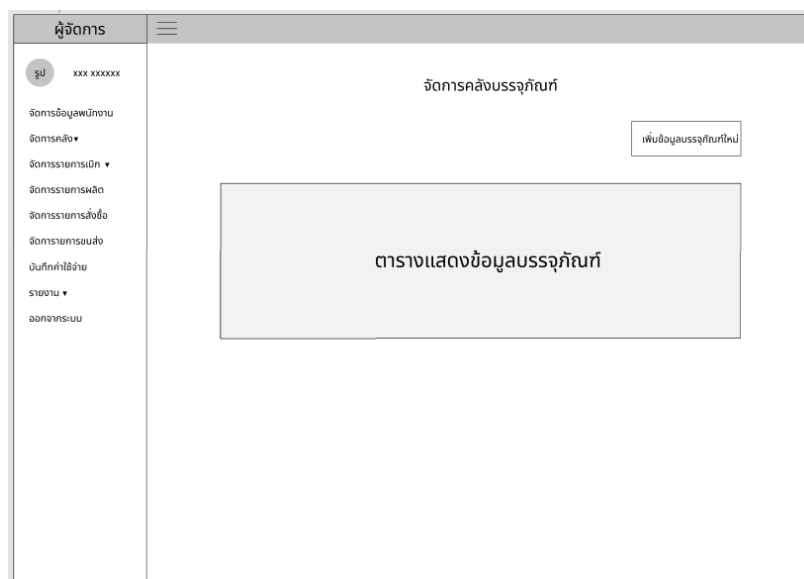 ผู้จัดการ
รูป xxx xxxxxx
จัดการข้อมูลพนักงาน
จัดการคลัง▾
จัดการรายการเบิก ▾
จัดการรายการผลิต
จัดการรายการสั่งซื้อ
จัดการายการขนส่ง
บันทึกค่าใช้จ่าย
รายงาน ▾
ออกจากระบบ
จัดการคลังบรรจุภัณฑ์
เพิ่มข้อมูลบรรจุภัณฑ์ใหม่
ตารางแสดงข้อมูลบรรจุภัณฑ์